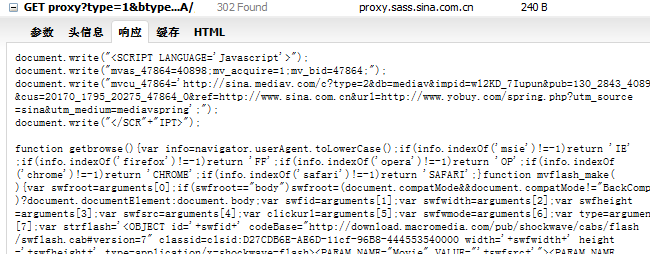 GET proxy?type=1&btype...A/ 302 Found proxy.sass.sina.com.cn 240 B
参数 头信息 响应 缓存 HTML
document.write("<SCRIPT LANGUAGE='Javascript'>");
document.write("mvas_47864=40898;mv_acquire=1;mv_bid=47864;");
document.write("mvcu_47864='http://sina.mediav.com/c?type=2&db=mediav&impid=wl2KD_7Iupun&pub=130_2843_4089
&cus=20170_1795_20275_47864_0&ref=http://www.sina.com.cn&url=http://www.yobuy.com/spring.php?utm_source
=sina&utm_medium=mediavspring';");
document.write("</SCR"+"IPT>");
function getbrowse(){var info=navigator.userAgent.toLowerCase();if(info.indexOf('msie')!=-1)return 'IE'
;if(info.indexOf('firefox')!=-1)return 'FF';if(info.indexOf('opera')!=-1)return 'OP';if(info.indexOf
('chrome')!=-1)return 'CHROME';if(info.indexOf('safari')!=-1)return 'SAFARI';}function mvflash_make(
){var swfroot=arguments[0];if(swfroot=="body")swfroot=(document.compatMode&&document.compatMode!="BackComp
)?document.documentElement:document.body;var swfid=arguments[1];var swfwidth=arguments[2];var swfheight
=arguments[3];var swfsrc=arguments[4];var clickurl=arguments[5];var swfwmode=arguments[6];var type=argumen
[7];var strflash='<OBJECT id='+swfid+' codeBase="http://download.macromedia.com/pub/shockwave/cabs/flash
/swflash.cab#version=7" classid=clsid:D27CDB6E-AE6D-11cf-96B8-444553540000 width='+swfwidth+' height
='+swfheight+' type=application/x-shockwave-flash><PARAM NAME="Movie" VALUE="'+swfsrc+'"><PARAM NAME